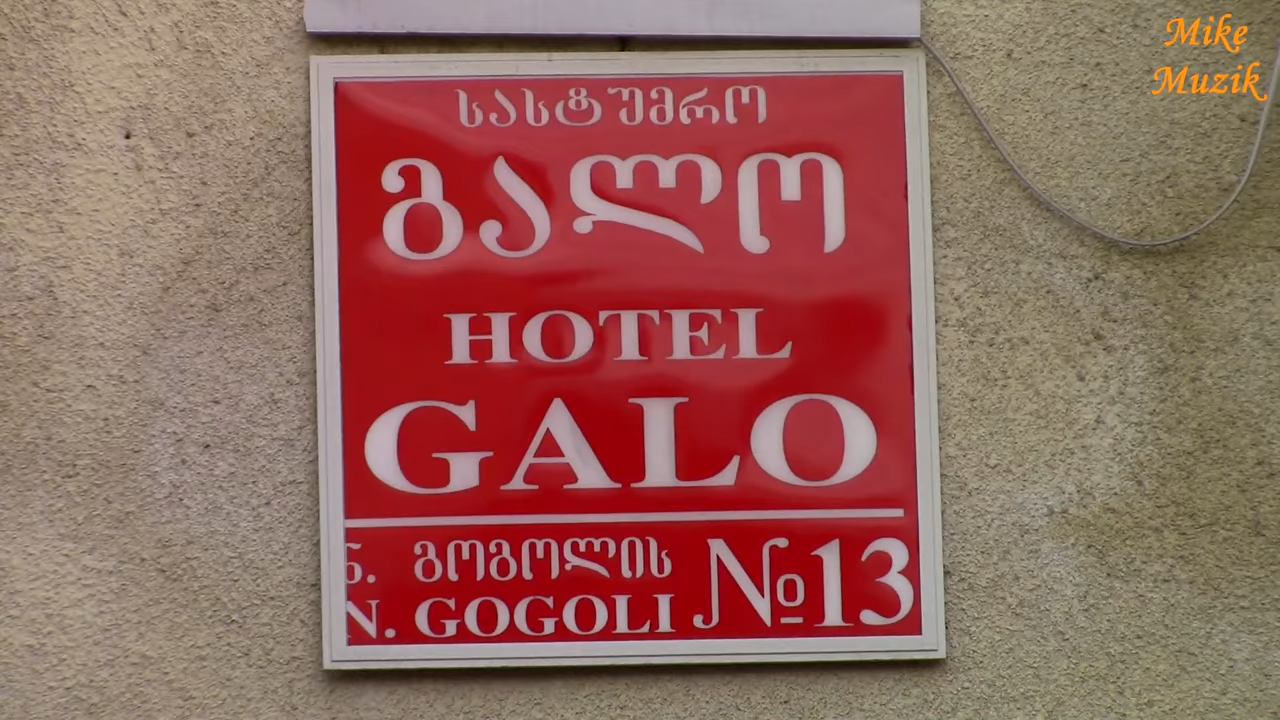 Mike
Muzik
სასტუმრო
გალო
HOTEL
GALO
ნ. გოგოლის
N. GOGOLI №13